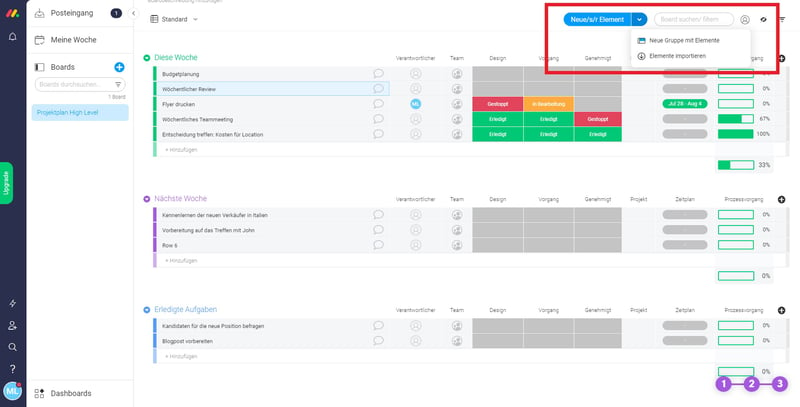 Posteingang 1
Meine Woche
Boards
Boards durchsuchen...
1 Board
Projektplan High Level
Upgrade
ML
Dashboards
Standard
Neue/s/r Element
Board suchen/ filtern
Neue Gruppe mit Elemente
Elemente importieren
Diese Woche
Budgetplanung
Wöchentlicher Review 0%
Flyer drucken ML Gestoppt in Bearbeitung Jul 28 - Aug 4 0%
Wöchentliches Teammeeting Erledigt Erledigt Gestoppt - 67%
Entscheidung treffen: Kosten für Location Erledigt Erledigt Erledigt - 100%
+ Hinzufügen
33%
Nächste Woche Verantwortlicher Team Design Vorgang Genehmigt Projekt Zeitplan Prozessvorgang
Kennenlernen der neuen Verkäufer in Italien - 0%
Vorbereitung auf das Treffen mit John - 0%
Row 6 - 0%
+ Hinzufügen
0%
Erledigte Aufgaben Verantwortlicher Team Design Vorgang Genehmigt Projekt Zeitplan Prozessvorgang
Kandidaten für die neue Position befragen - 0%
Blogpost vorbereiten - 0%
+ Hinzufügen
0%
1 2 3